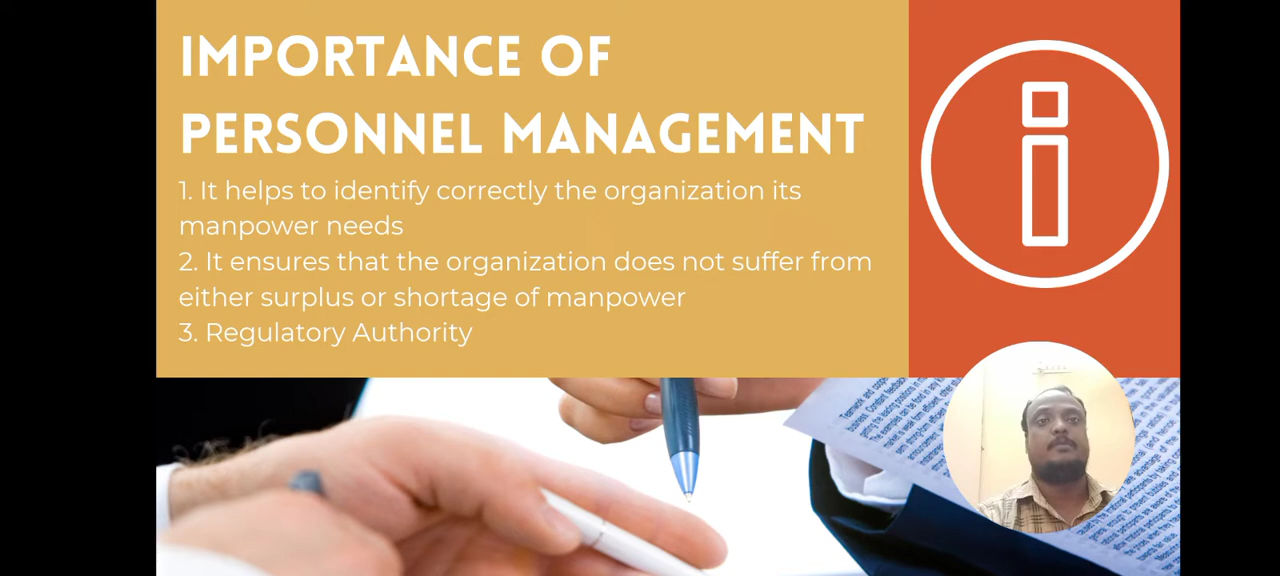 IMPORTANCE OF
PERSONNEL MANAGEMENT
1. It helps to identify correctly the organization its
manpower needs
2. It ensures that the organization does not suffer from
either surplus or shortage of manpower
3. Regulatory Authority